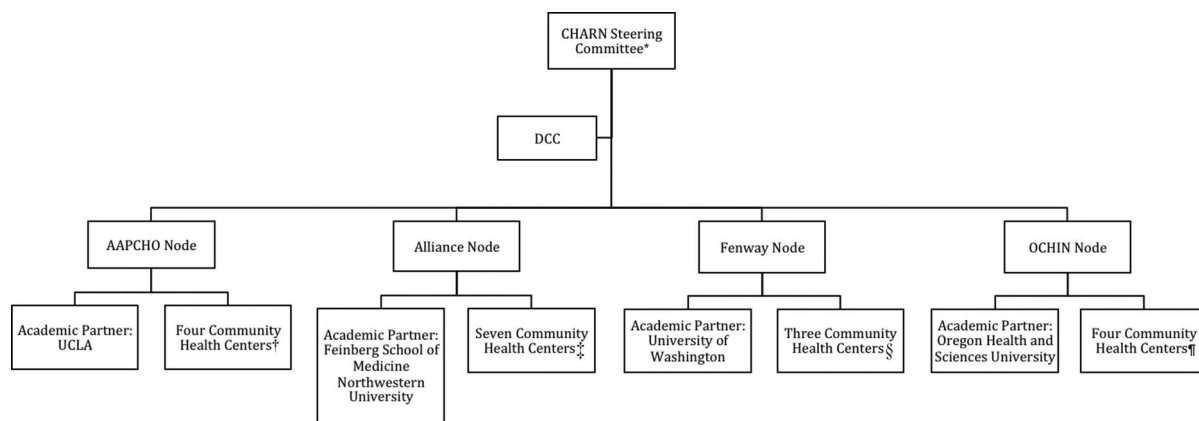 CHARN Steering
Committee*
DCC
AAPCHO Node
Alliance Node
Fenway Node
OCHIN Node
Academic Partner:
UCLA
Four Community
Health Centers†
Academic Partner:
Feinberg School of
Medicine
Northwestern
University
Seven Community
Health Centers‡
Academic Partner:
University of
Washington
Three Community
Health Centers§
Academic Partner:
Oregon Health and
Sciences University
Four Community
Health Centers¶